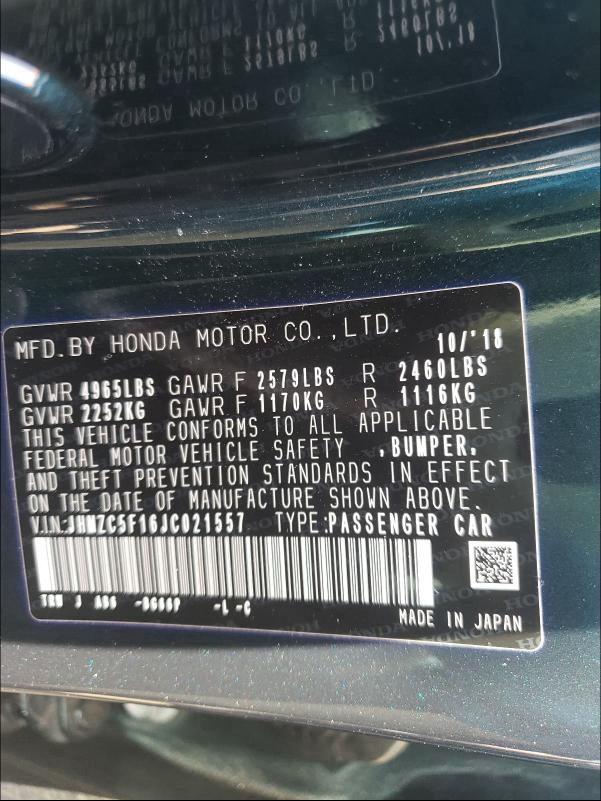 MFD. BY HONDA MOTOR CO.,LTD. 10/'18
GVWR 4965LBS GAWR F 2579LBS R 2460LBS
GVWR 2252KG GAWR F 1170KG R 1116KG
THIS VEHICLE CONFORMS TO ALL APPLICABLE
FEDERAL MOTOR VEHICLE SAFETY ,BUMPER,
AND THEFT PREVENTION STANDARDS IN EFFECT
ON THE DATE OF MANUFACTURE SHOWN ABOVE.
V.I.N:JHMZC5F16JC021557 TYPE:PASSENGER CAR
-L -C
MADE IN JAPAN